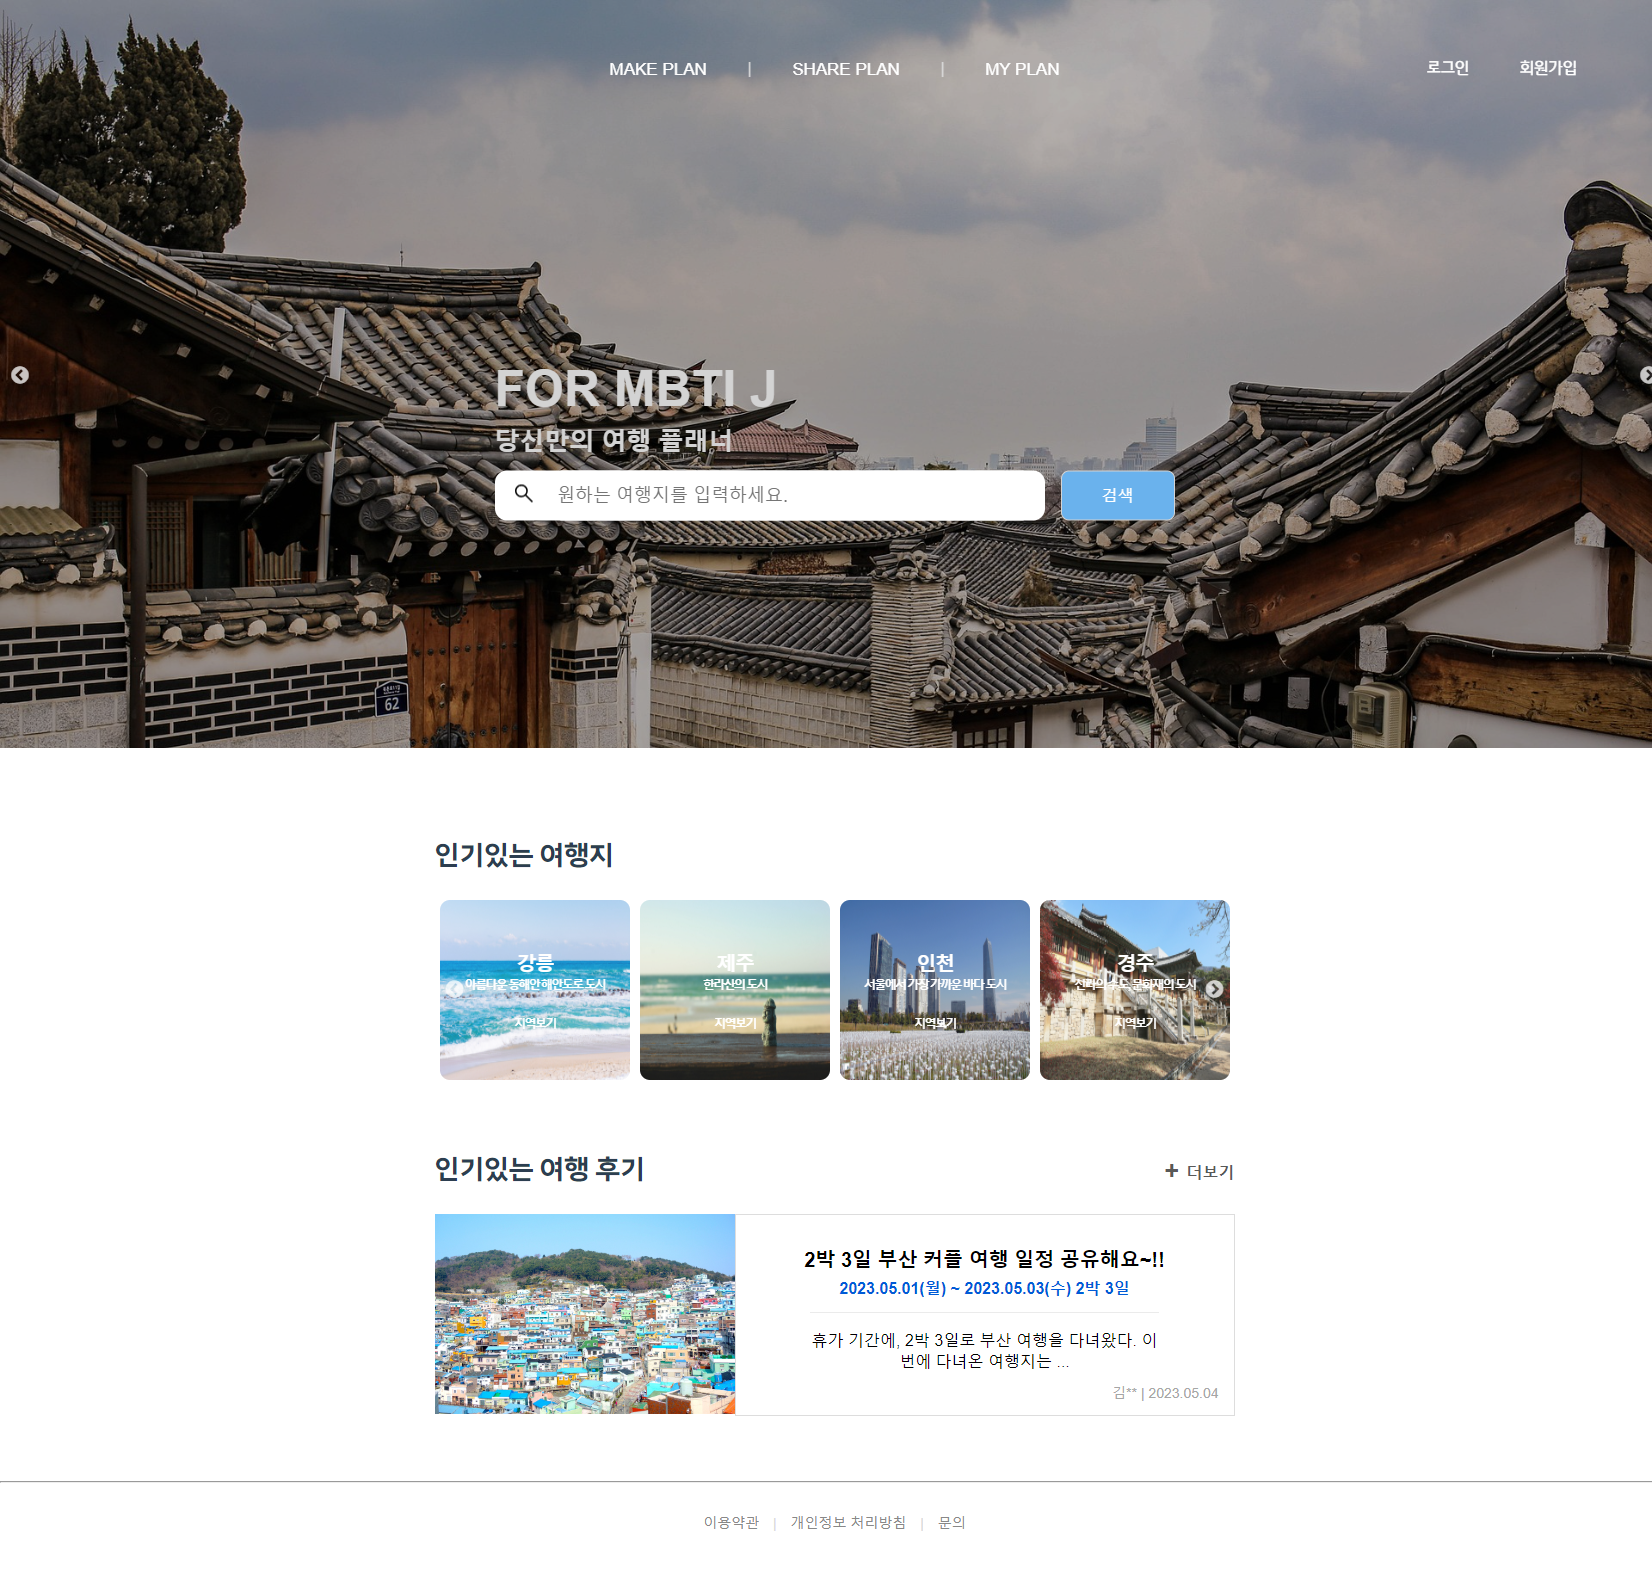 MAKE PLAN | SHARE PLAN | MY PLAN
로그인 회원가입
FOR MBTI J
당신만의 여행 플래너
원하는 여행지를 입력하세요.
검색
62
인기있는 여행지
강릉
아름다운 동해안 해안도로 도시
지역보기
제주
한라산의 도시
지역보기
인천
서울에서 가장 가까운 바다 도시
지역보기
경주
신라의 수도, 문화재의 도시
지역보기
인기있는 여행 후기
+ 더보기
2박 3일 부산 커플 여행 일정 공유해요~!!
2023.05.01(월) ~ 2023.05.03(수) 2박 3일
휴가 기간에, 2박 3일로 부산 여행을 다녀왔다. 이
번에 다녀온 여행지는 ...
김** | 2023.05.04
이용약관 | 개인정보 처리방침 | 문의